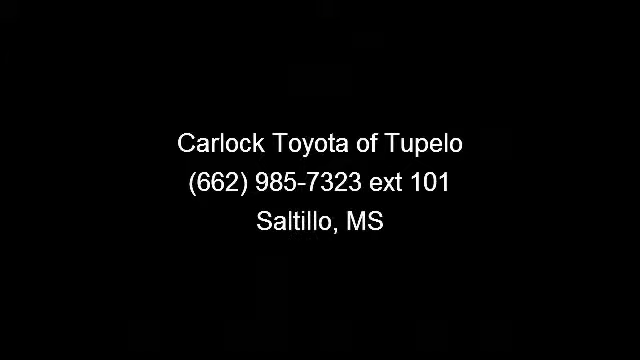 Carlock Toyota of Tupelo
(662) 985-7323 ext 101
Saltillo, MS